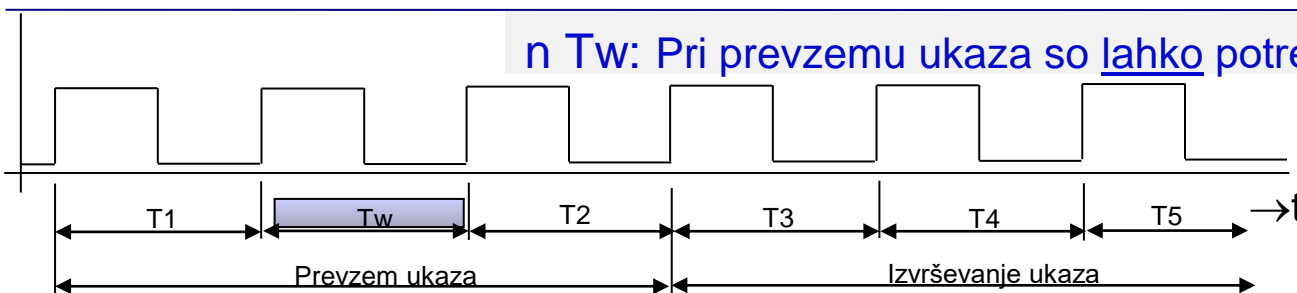 n Tw: Pri prevzemu ukaza so lahko
T1 Tw T2 T3 T4 T5 →t
Prevzem ukaza Izvrševanje ukaza